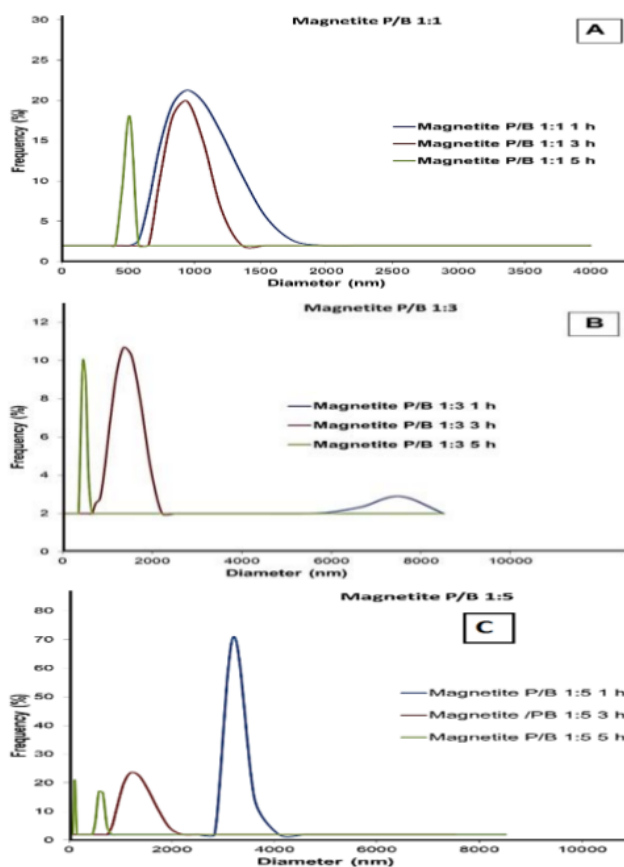 Magnetite P/B 1:1
A
30
25
20
15
10
5
0
Frequency (%)
Magnetite P/B 1:1 1 h
Magnetite P/B 1:1 3 h
Magnetite P/B 1:1 5 h
0 500 1000 1500 2000 2500 3000 3500 4000
Diameter (nm)
Magnetite P/B 1:3
B
12
10
8
6
4
2
0
Frequency (%)
Magnetite P/B 1:3 1 h
Magnetite P/B 1:3 3 h
Magnetite P/B 1:3 5 h
0 2000 4000 6000 8000 10000
Diameter (nm)
Magnetite P/B 1:5
C
80
70
60
50
40
30
20
10
0
Frequency (%)
Magnetite P/B 1:5 1 h
Magnetite /PB 1:5 3 h
Magnetite P/B 1:5 5 h
0 2000 4000 6000 8000 10000
Diameter (nm)